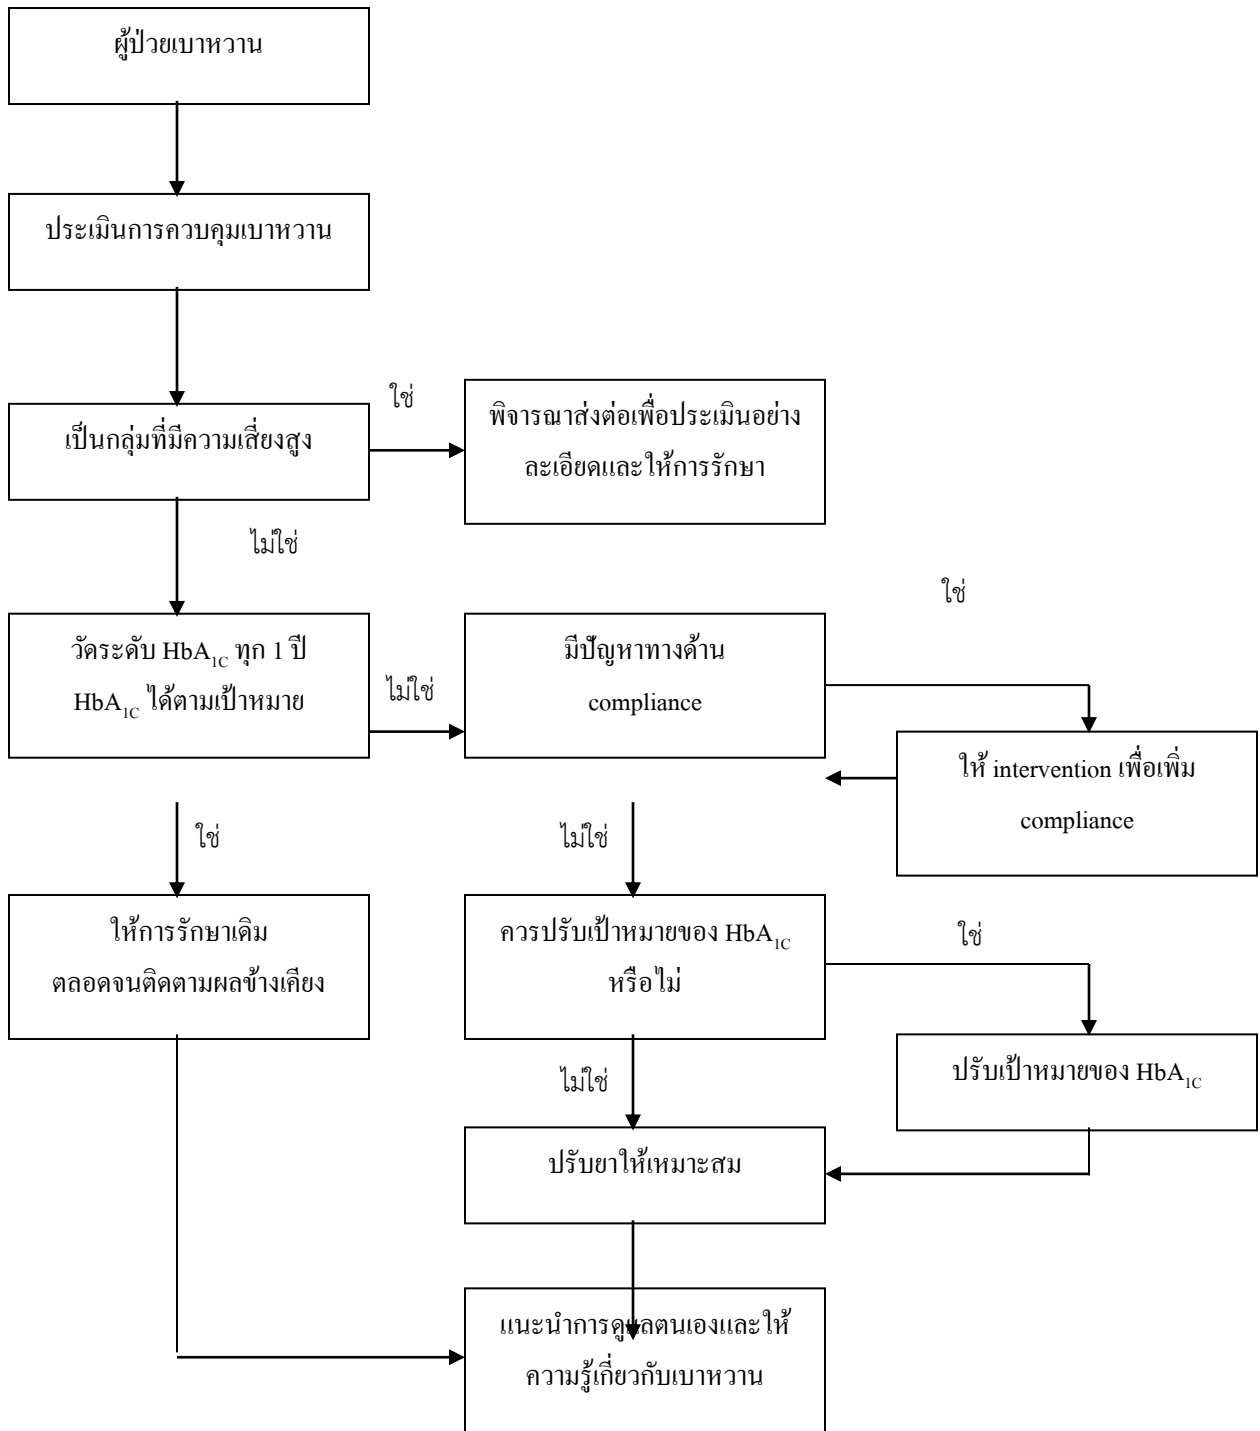 ผู้ป่วยเบาหวาน
ประเมินการควบคุมเบาหวาน
ใช่
เป็นกลุ่มที่มีความเสี่ยงสูง
พิจารณาส่งต่อเพื่อประเมินอย่าง
ละเอียดและให้การรักษา
ไม่ใช่
วัดระดับ HbA1C ทุก 1 ปี
HbA1C ได้ตามเป้าหมาย
ไม่ใช่
มีปัญหาทางด้าน
compliance
ใช่
ให้ intervention เพื่อเพิ่ม
compliance
ใช่
ไม่ใช่
ให้การรักษาเดิม
ตลอดจนติดตามผลข้างเคียง
ควรปรับเป้าหมายของ HbA1C
หรือไม่
ใช่
ปรับเป้าหมายของ HbA1C
ไม่ใช่
ปรับยาให้เหมาะสม
แนะนำการดูแลตนเองและให้
ความรู้เกี่ยวกับเบาหวาน